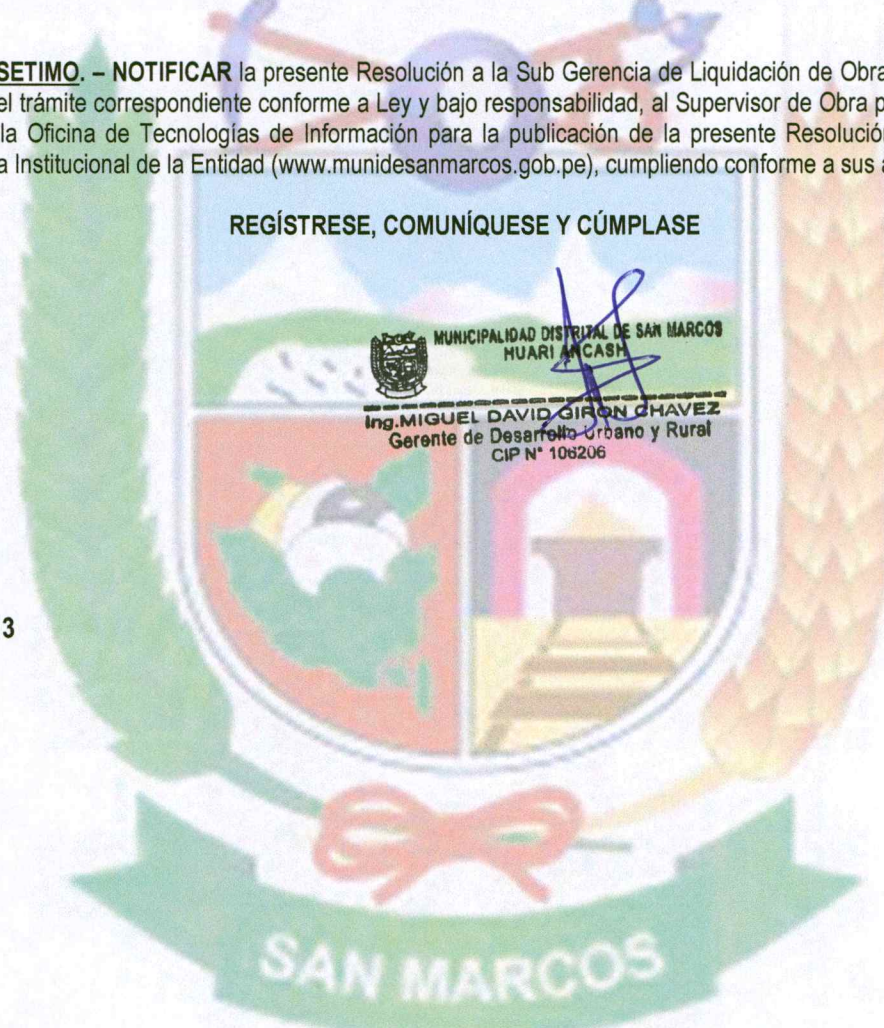 SETIMO. – NOTIFICAR la presente Resolución a la Sub Gerencia de Liquidación de Obra
el trámite correspondiente conforme a Ley y bajo responsabilidad, al Supervisor de Obra p
la Oficina de Tecnologías de Información para la publicación de la presente Resolución
a Institucional de la Entidad (www.munidesanmarcos.gob.pe), cumpliendo conforme a sus a
REGÍSTRESE, COMUNÍQUESE Y CÚMPLASE
MUNICIPALIDAD DISTRITAL DE SAN MARCOS
HUARI ANCASH
Ing.MIGUEL DAVID GIRON CHAVEZ
Gerente de Desarrollo Urbano y Rural
CIP N° 106206
3
SAN MARCOS